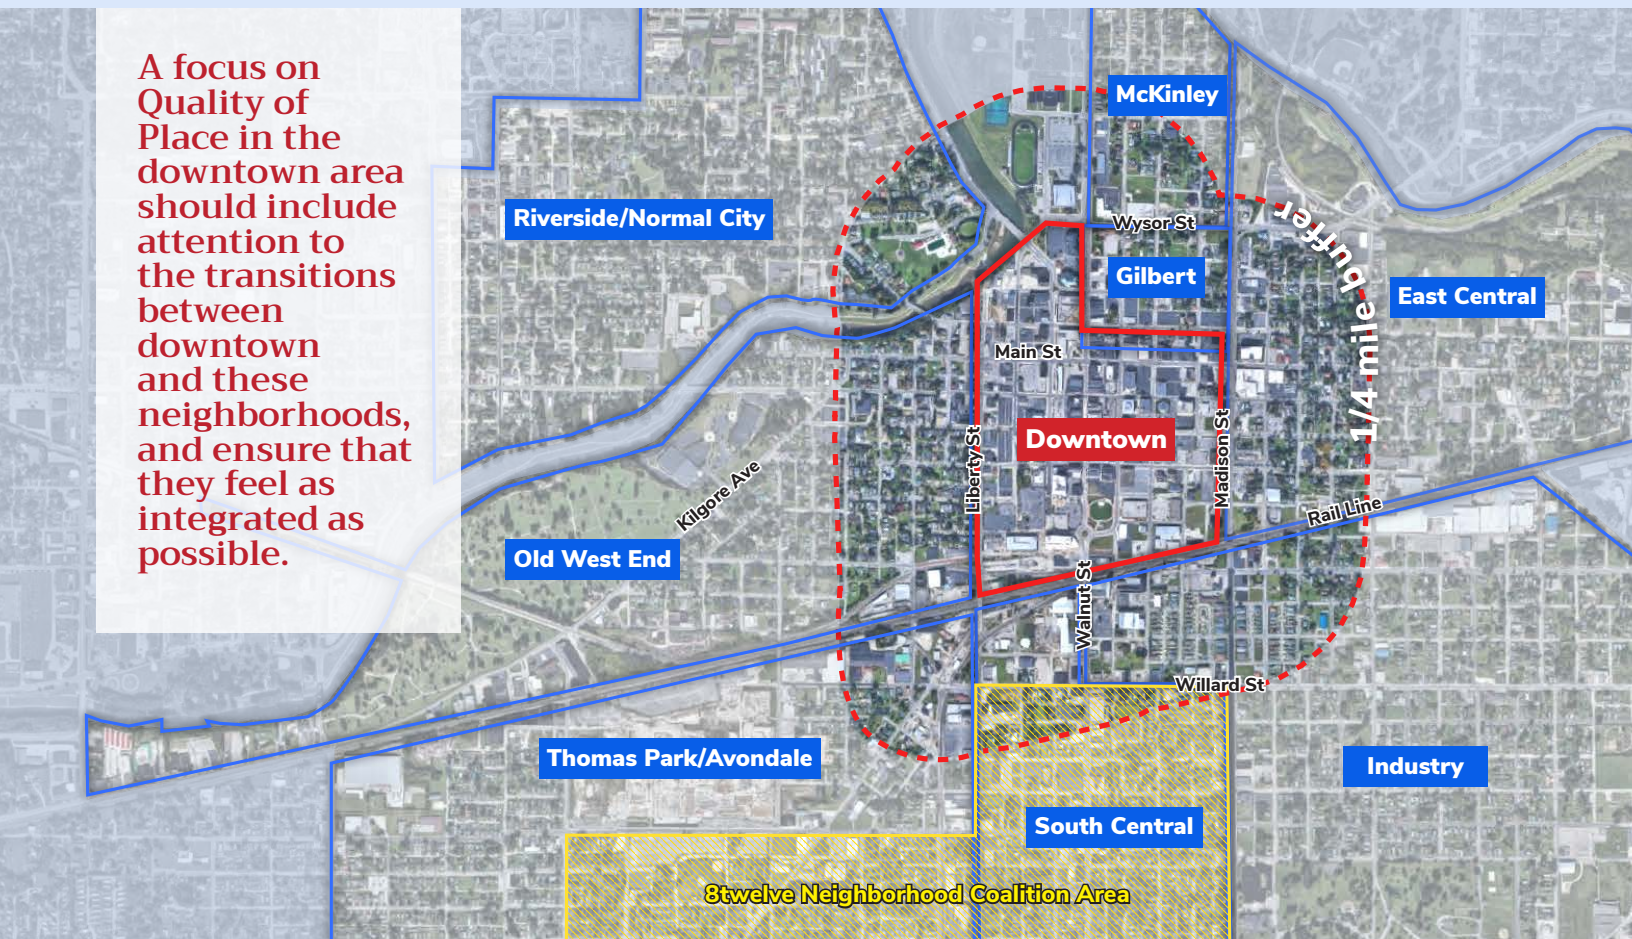 A focus on
Quality of
Place in the
downtown area
should include
attention to
the transitions
between
downtown
and these
neighborhoods,
and ensure that
they feel as
integrated as
possible.
McKinley
Riverside/Normal City
Wysor St
Gilbert
1/4 mile buffer
East Central
Main St
Downtown
Liberty St
Madison St
Kilgore Ave
Rail Line
Old West End
Walnut St
Willard St
Thomas Park/Avondale
Industry
South Central
8twelve Neighborhood Coalition Area